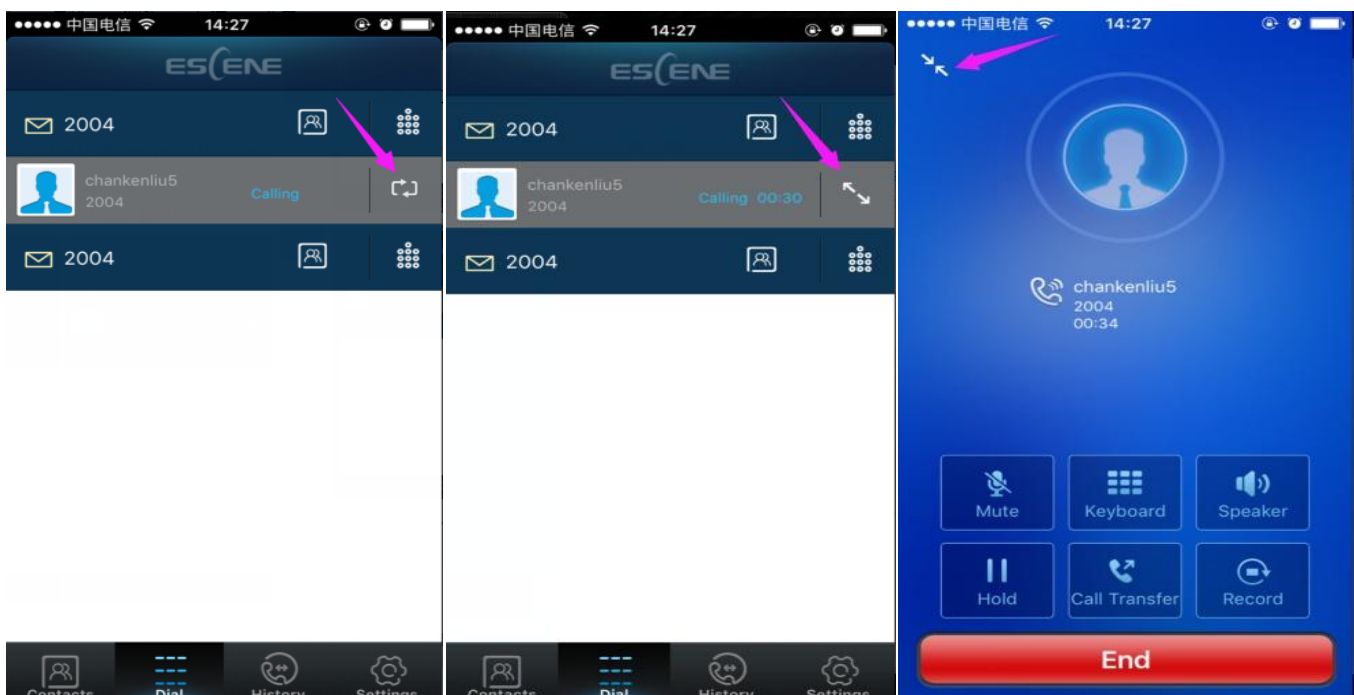 中国电信 14:27
ESCENE
2004
chankenliu5
2004
Calling
2004
Contacts Dial History Settings
中国电信 14:27
ESCENE
2004
chankenliu5
2004
Calling 00:30
2004
Contacts Dial History Settings
中国电信 14:27
chankenliu5
2004
00:34
Mute Keyboard Speaker
Hold Call Transfer Record
End